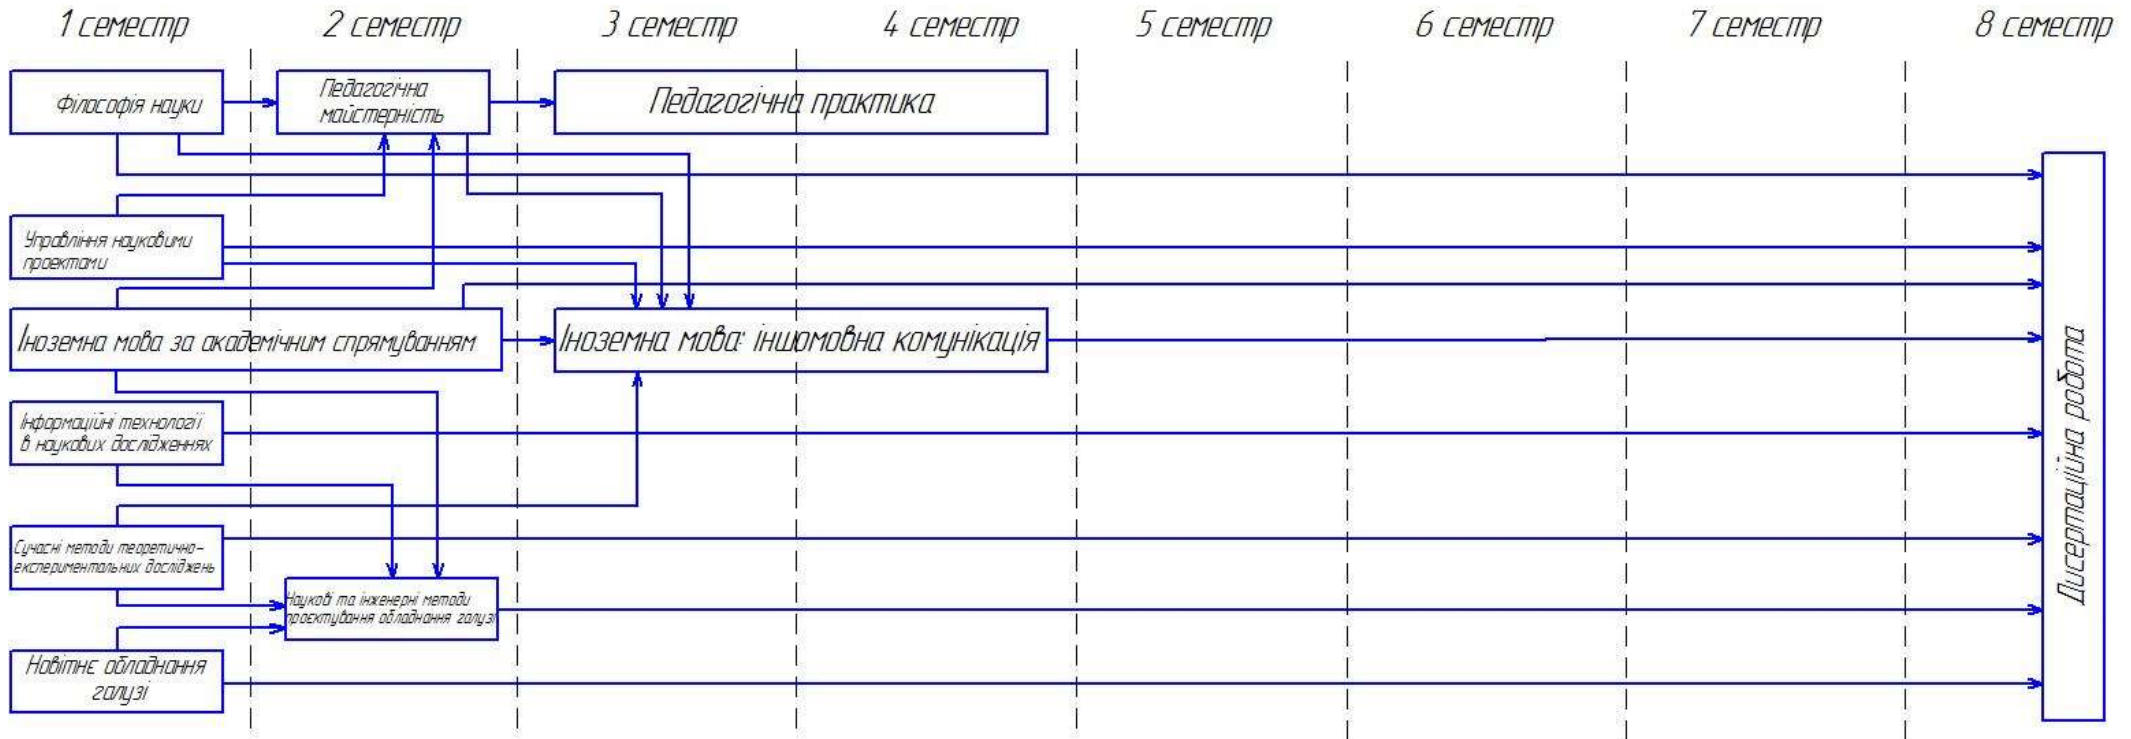 1 семестр
2 семестр
3 семестр
4 семестр
5 семестр
6 семестр
7 семестр
8 семестр
Філософія науки
Педагогічна
майстерність
Педагогічна практика
Управління науковими
проектами
Іноземна мова за академічним спрямуванням
Іноземна мова: іншомовна комунікація
Інформаційні технології
в наукових дослідженнях
Сучасні методи теоретично-
експериментальних досліджень
Наукові та інженерні методи
проєктування обладнання галузі
Новітнє обладнання
галузі
Дисертаційна робота